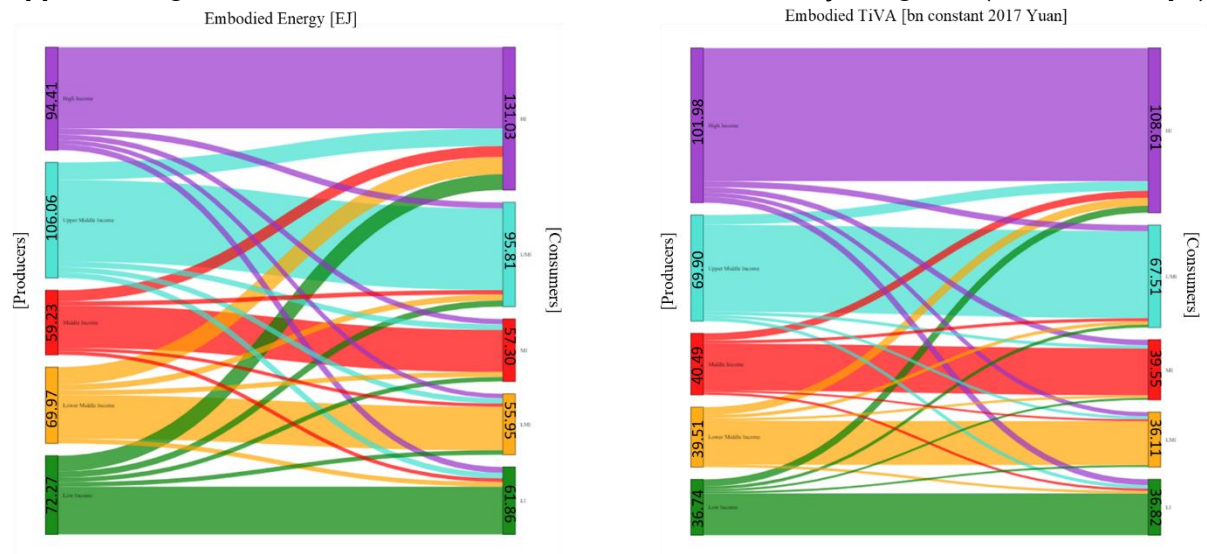 Embodied Energy [EJ]
Embodied TiVA [bn constant 2017 Yuan]
[Producers]
94.41
High Income
106.06
Upper Middle Income
59.23
Middle Income
69.97
Lower Middle Income
72.27
Low Income
131.03
HI
95.81
UMI
57.30
MI
55.95
LMI
61.86
LI
[Consumers]
[Producers]
101.98
High Income
69.90
Upper Middle Income
40.49
Middle Income
39.51
Lower Middle Income
36.74
Low Income
108.61
HI
67.51
UMI
39.55
MI
36.11
LMI
36.82
LI
[Consumers]